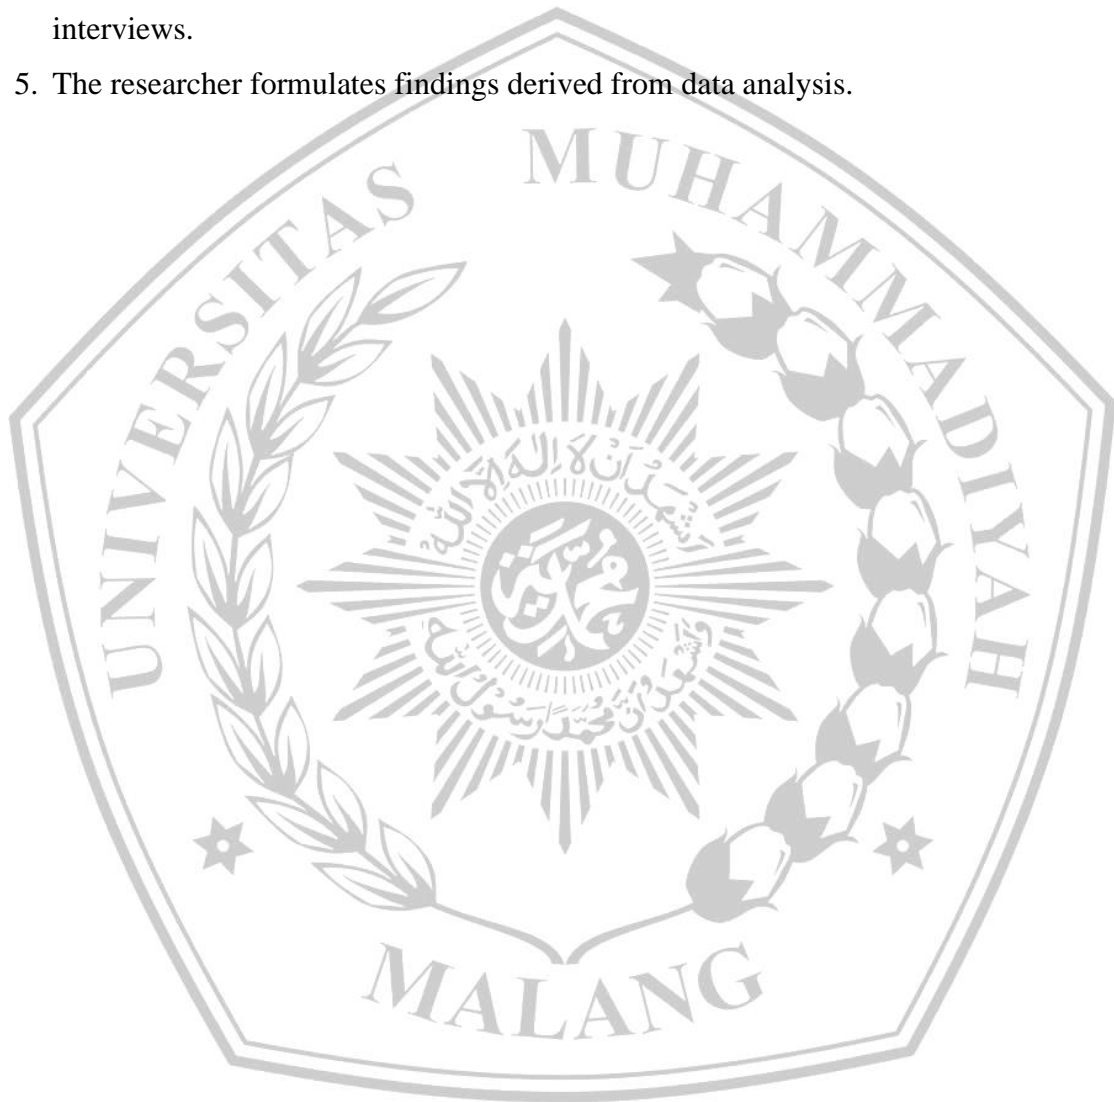 interviews.
5. The researcher formulates findings derived from data analysis.
UNIVERSITAS MUHAMMADIYAH
MALANG